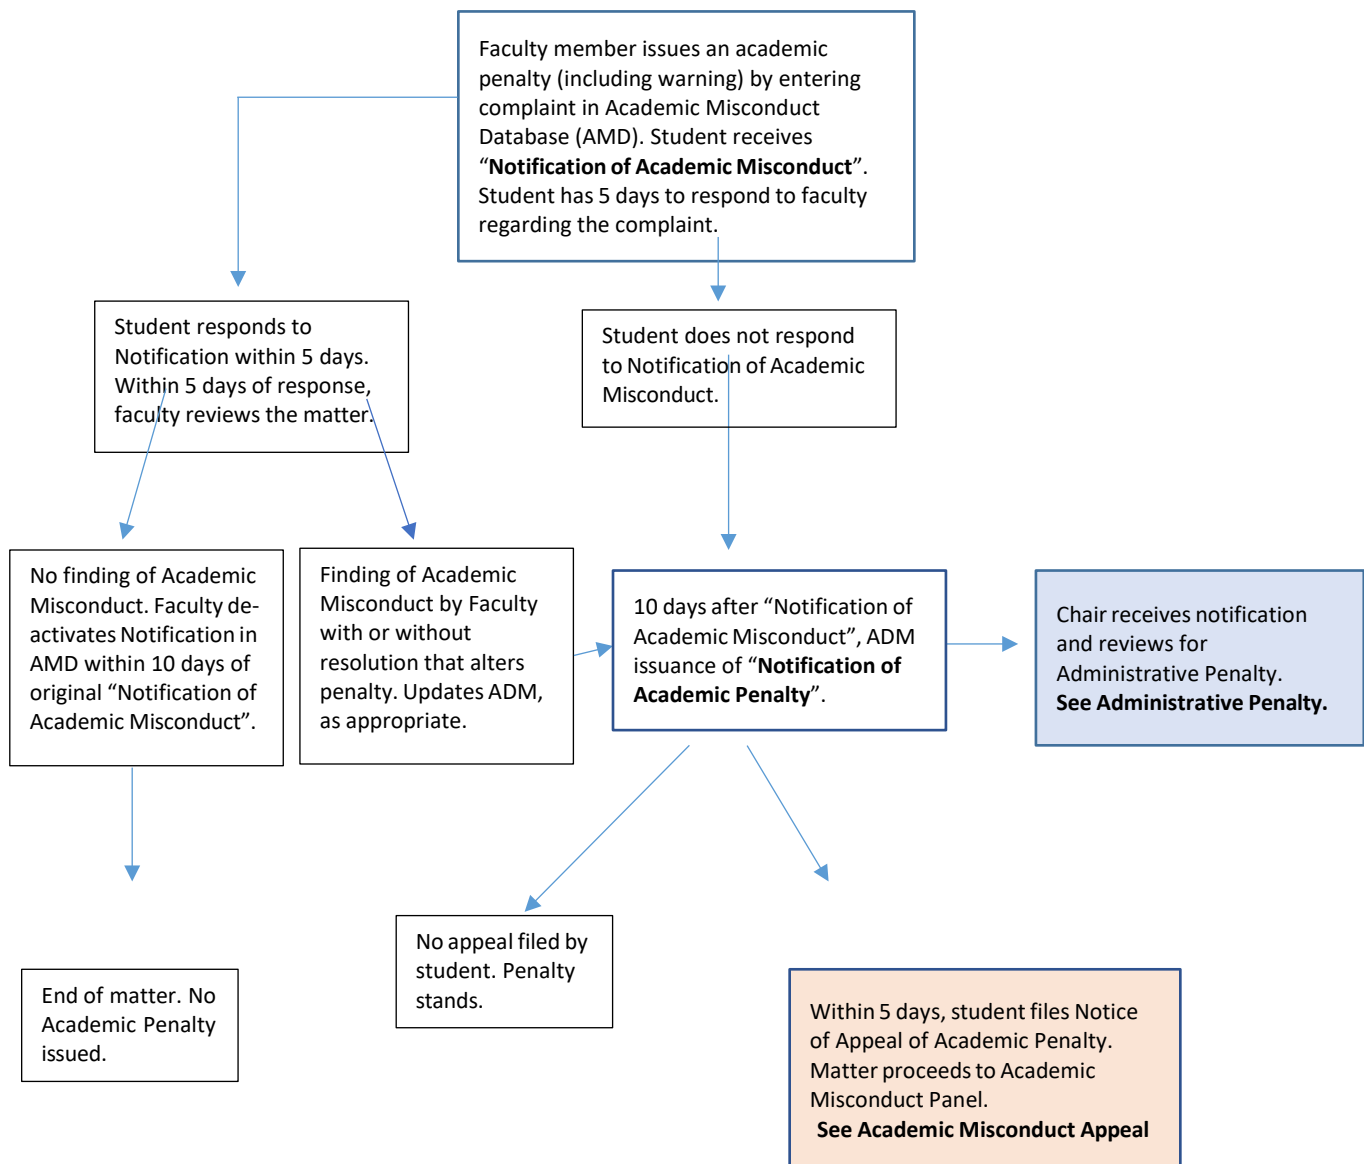 Faculty member issues an academic
penalty (including warning) by entering
complaint in Academic Misconduct
Database (AMD). Student receives
“Notification of Academic Misconduct”.
Student has 5 days to respond to faculty
regarding the complaint.
Student responds to
Notification within 5 days.
Within 5 days of response,
faculty reviews the matter.
Student does not respond
to Notification of Academic
Misconduct.
No finding of Academic
Misconduct. Faculty de-
activates Notification in
AMD within 10 days of
original “Notification of
Academic Misconduct”.
Finding of Academic
Misconduct by Faculty
with or without
resolution that alters
penalty. Updates ADM,
as appropriate.
10 days after “Notification of
Academic Misconduct”, ADM
issuance of “Notification of
Academic Penalty”.
Chair receives notification
and reviews for
Administrative Penalty.
See Administrative Penalty.
No appeal filed by
student. Penalty
stands.
End of matter. No
Academic Penalty
issued.
Within 5 days, student files Notice
of Appeal of Academic Penalty.
Matter proceeds to Academic
Misconduct Panel.
See Academic Misconduct Appeal